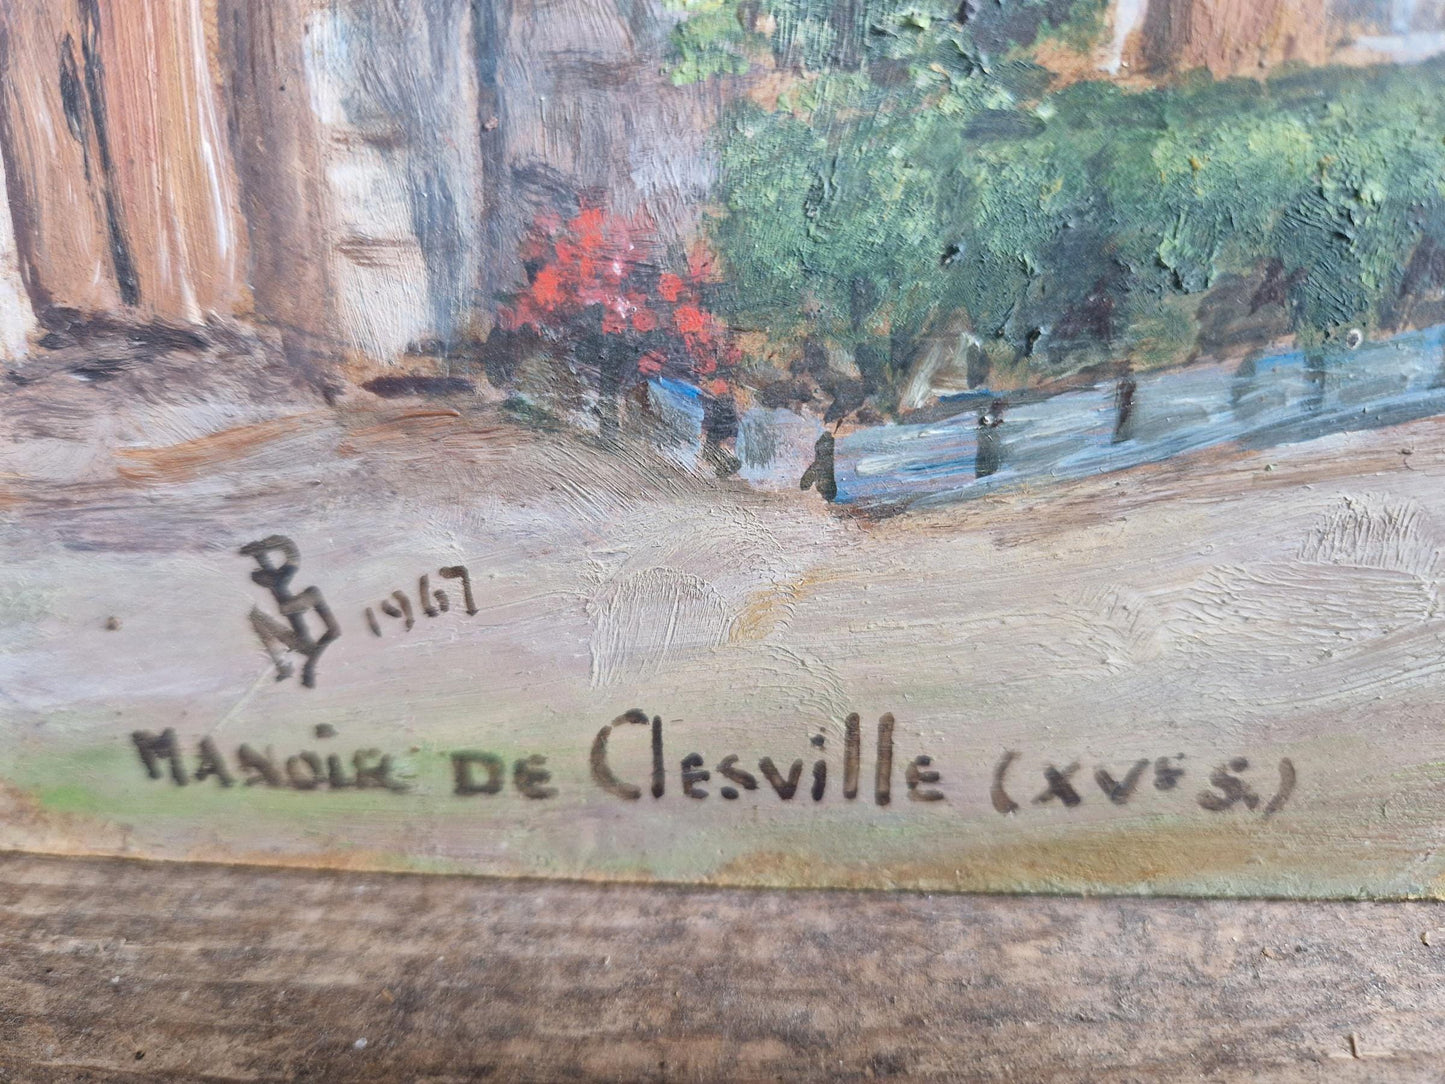 1967
MANOIR DE ClESVIllE (XVE S.)